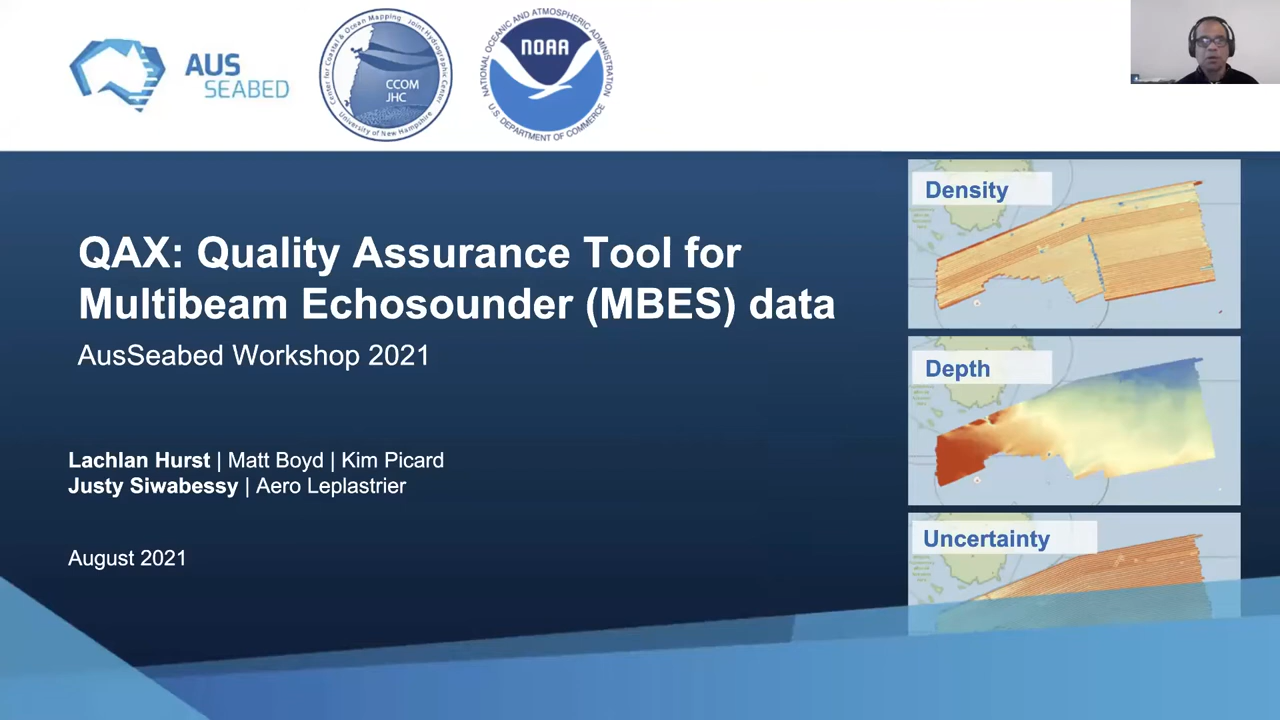 AUS
SEABED
Center for Coastal & Ocean Mapping Joint Hydrographic Center
CCOM
JHC
University of New Hampshire
NATIONAL OCEANIC AND ATMOSPHERIC ADMINISTRATION
NOAA
U.S. DEPARTMENT OF COMMERCE
QAX: Quality Assurance Tool for
Multibeam Echosounder (MBES) data
AusSeabed Workshop 2021
Lachlan Hurst | Matt Boyd | Kim Picard
Justy Siwabessy | Aero Leplastrier
August 2021
Density
Depth
Uncertainty